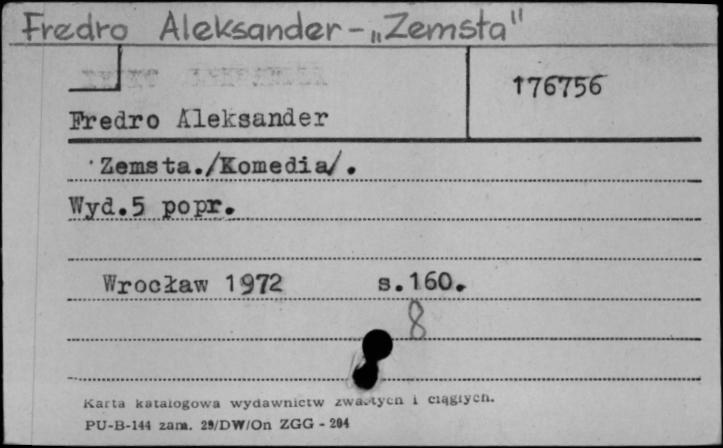 Fredro Aleksander - „Zemsta"
176756
Fredro Aleksander
Zemsta./Komedia/.
Wyd.5 popr.
Wrocław 1972 s.160.
8
Karta katalogowa wydawnictw zwartych i ciągłych.
PU-B-144 zam. 29/DW/On ZGG - 204